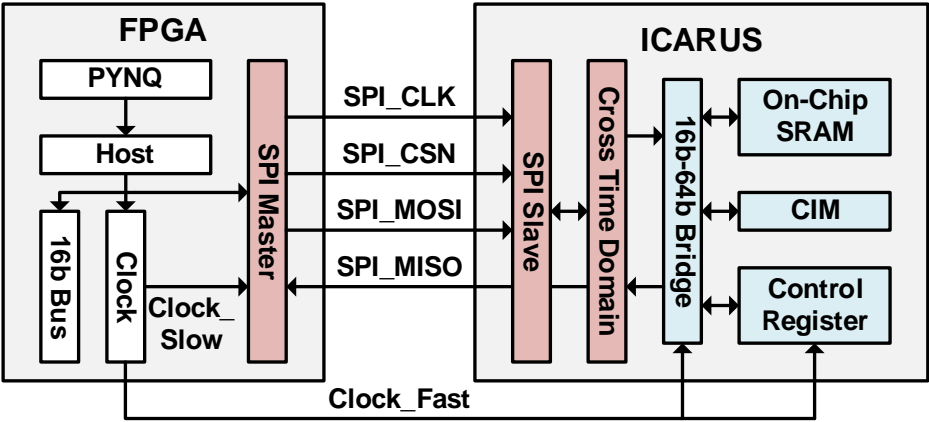 FPGA
PYNQ
Host
16b Bus
Clock
Clock_
Slow
SPI Master
SPI_CLK
SPI_CSN
SPI_MOSI
SPI_MISO
ICARUS
SPI Slave
Cross Time Domain
16b-64b Bridge
On-Chip
SRAM
CIM
Control
Register
Clock_Fast